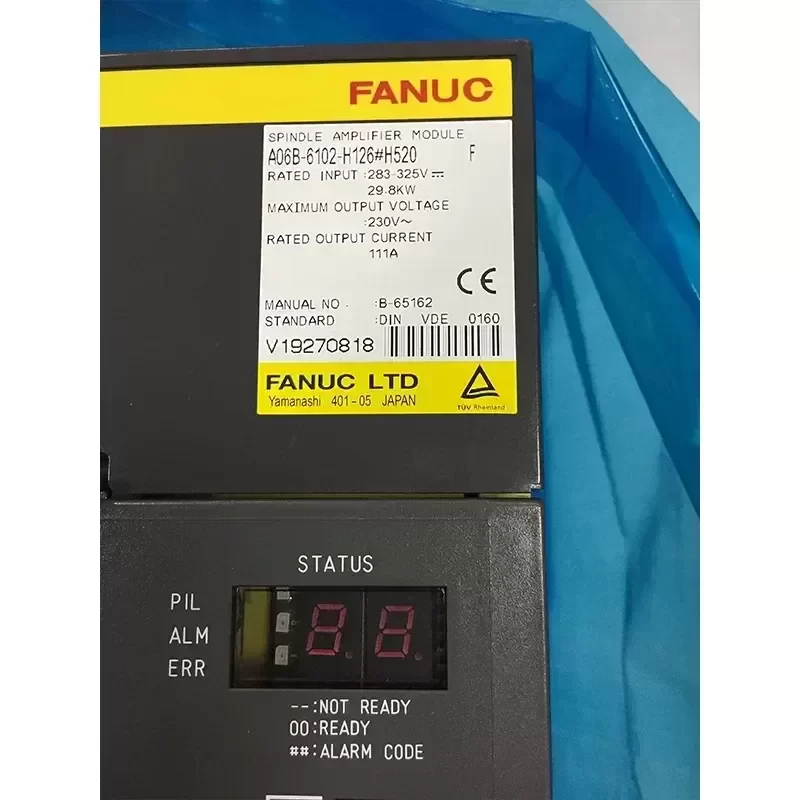 FANUC
SPINDLE AMPLIFIER MODULE
A06B-6102-H126#H520 F
RATED INPUT :283-325V⎓
29.8KW
MAXIMUM OUTPUT VOLTAGE
:230V~
RATED OUTPUT CURRENT
111A
CE
MANUAL NO. :B-65162
STANDARD :DIN VDE 0160
V19270818
FANUC LTD
Yamanashi 401-05 JAPAN
TÜV Rheinland
STATUS
PIL
ALM
ERR
--:NOT READY
00:READY
##:ALARM CODE